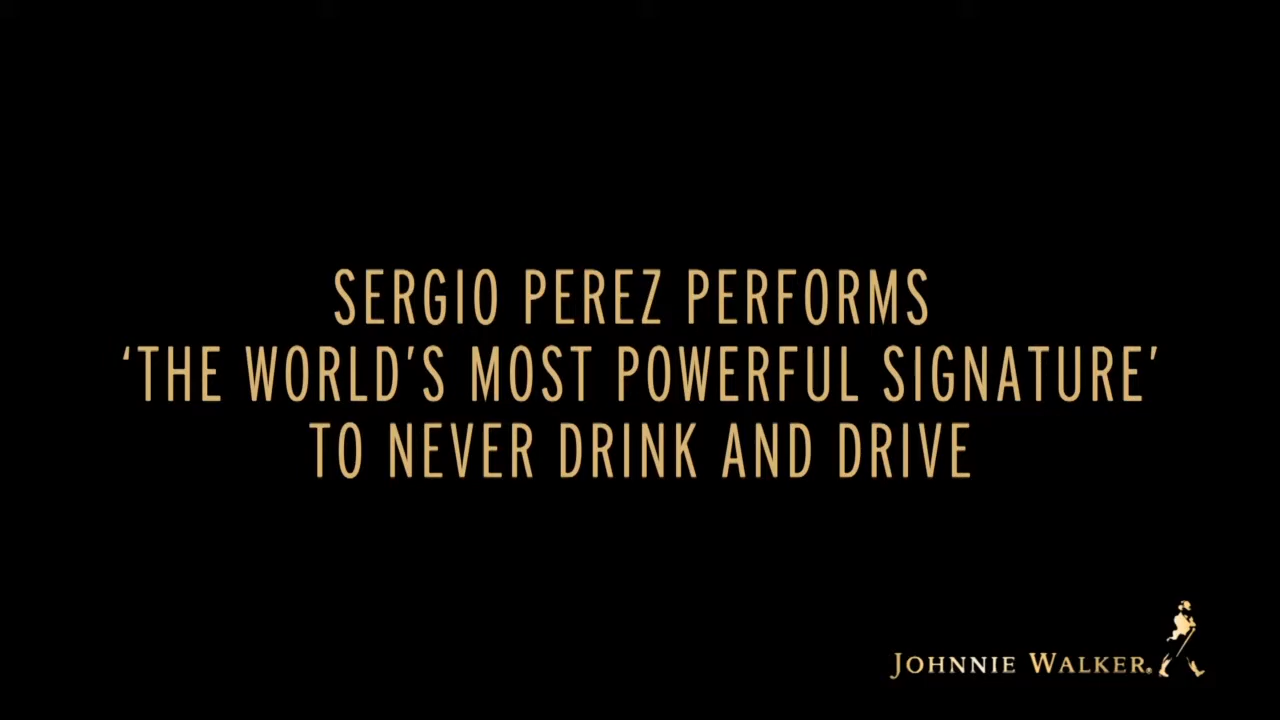 SERGIO PEREZ PERFORMS
‘THE WORLD’S MOST POWERFUL SIGNATURE’
TO NEVER DRINK AND DRIVE
JOHNNIE WALKER®